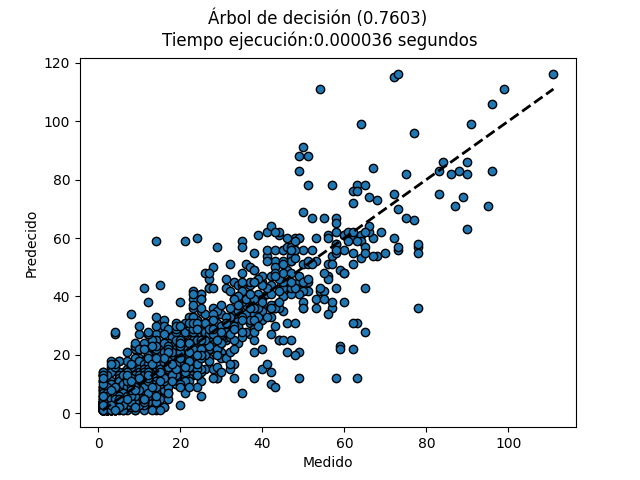 Árbol de decisión (0.7603)
Tiempo ejecución:0.000036 segundos
120
100
80
60
40
20
0
Predecido
0 20 40 60 80 100
Medido